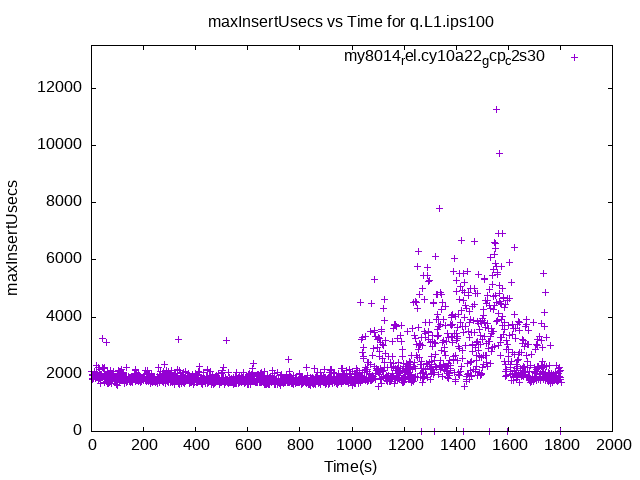 maxInsertUsecs vs Time for q.L1.ips100
my8014rel.cy10a22gcpc2s30
12000
10000
8000
6000
4000
2000
0
maxInsertUsecs
0 200 400 600 800 1000 1200 1400 1600 1800 2000
Time(s)